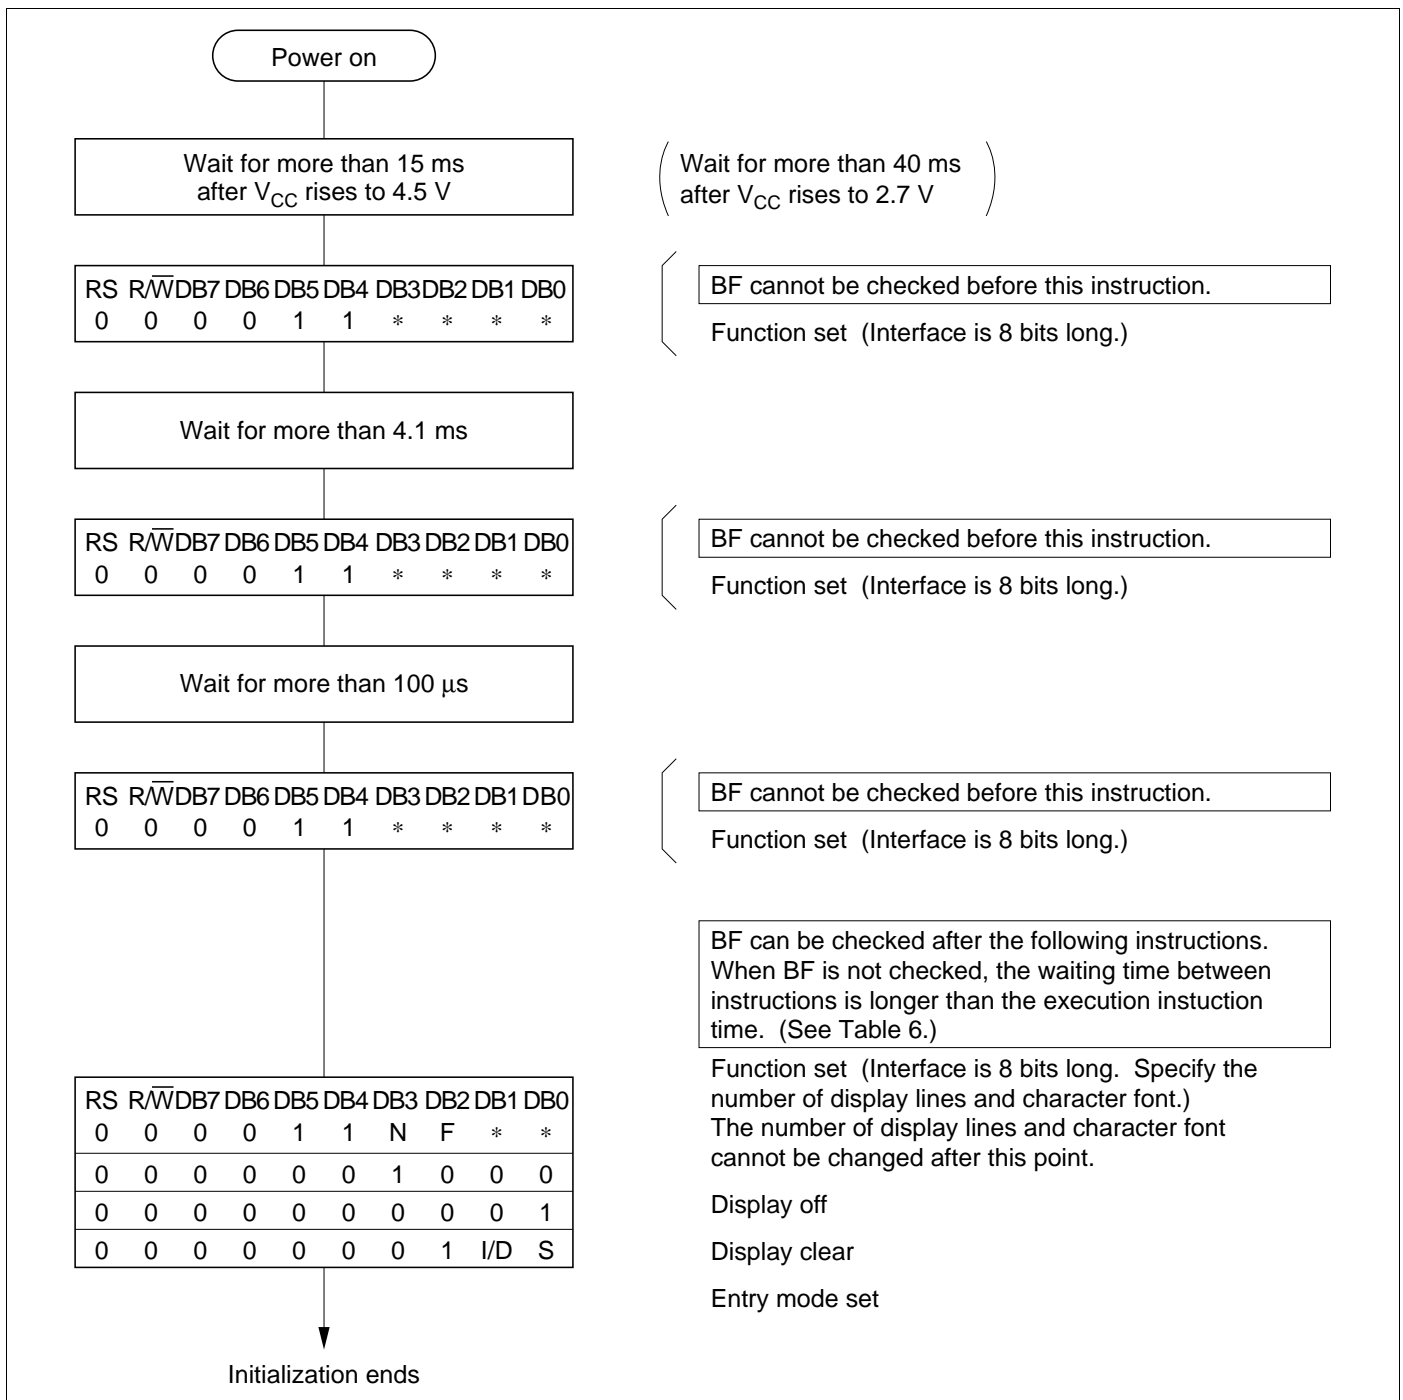 Power on
Wait for more than 15 ms
after VCC rises to 4.5 V
Wait for more than 40 ms
after VCC rises to 2.7 V
RS R/W̅ DB7 DB6 DB5 DB4 DB3 DB2 DB1 DB0
0 0 0 0 1 1 * * * *
BF cannot be checked before this instruction.
Function set (Interface is 8 bits long.)
Wait for more than 4.1 ms
RS R/W̅ DB7 DB6 DB5 DB4 DB3 DB2 DB1 DB0
0 0 0 0 1 1 * * * *
BF cannot be checked before this instruction.
Function set (Interface is 8 bits long.)
Wait for more than 100 µs
RS R/W̅ DB7 DB6 DB5 DB4 DB3 DB2 DB1 DB0
0 0 0 0 1 1 * * * *
BF cannot be checked before this instruction.
Function set (Interface is 8 bits long.)
BF can be checked after the following instructions.
When BF is not checked, the waiting time between
instructions is longer than the execution instuction
time. (See Table 6.)
RS R/W̅ DB7 DB6 DB5 DB4 DB3 DB2 DB1 DB0
0 0 0 0 1 1 N F * *
0 0 0 0 0 0 1 0 0 0
0 0 0 0 0 0 0 0 0 1
0 0 0 0 0 0 0 1 I/D S
Function set (Interface is 8 bits long. Specify the
number of display lines and character font.)
The number of display lines and character font
cannot be changed after this point.
Display off
Display clear
Entry mode set
Initialization ends